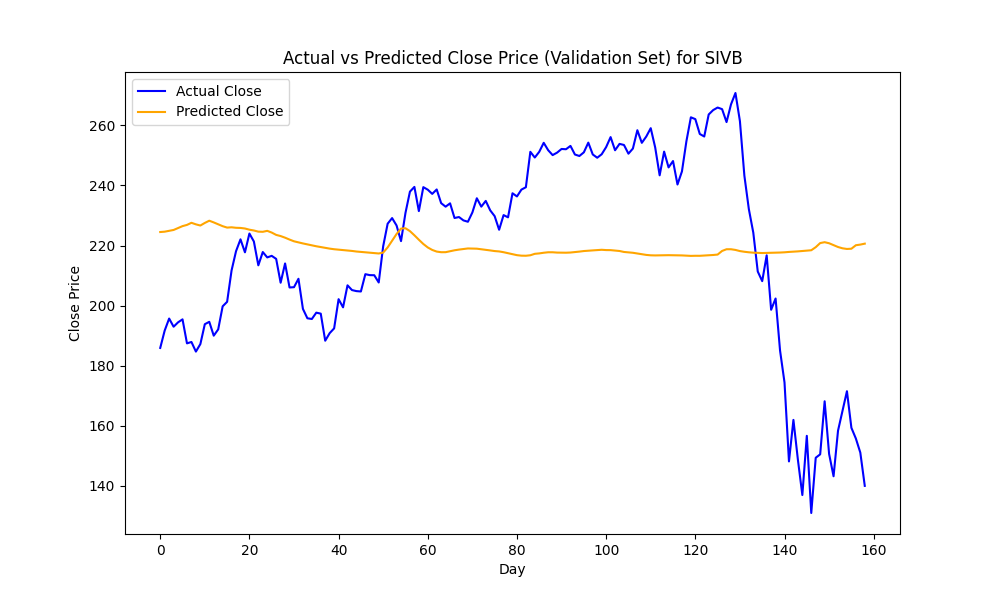 Actual vs Predicted Close Price (Validation Set) for SIVB
Actual Close
Predicted Close
260
240
220
200
180
160
140
Close Price
0 20 40 60 80 100 120 140 160
Day